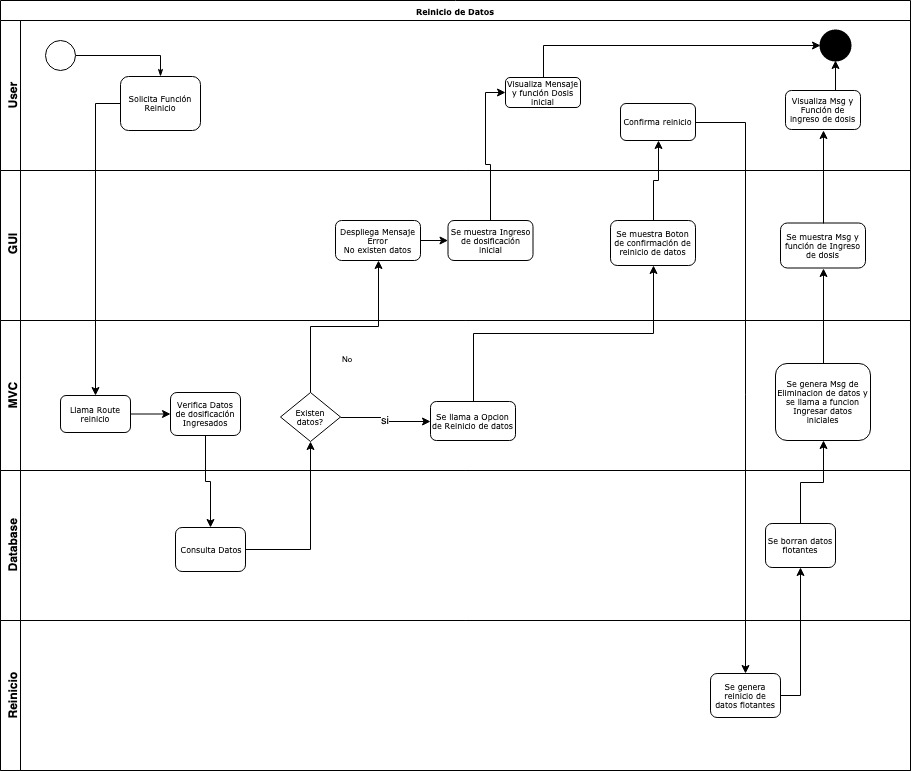 Reinicio de Datos
User
Solicita Función
Reinicio
Visualiza Mensaje
y función Dosis
inicial
Confirma reinicio
Visualiza Msg y
Función de
ingreso de dosis
GUI
Despliega Mensaje
Error
No existen datos
Se muestra Ingreso
de dosificación
inicial
Se muestra Boton
de confirmación de
reinicio de datos
Se muestra Msg y
función de Ingreso
de dosis
MVC
Llama Route
reinicio
Verifica Datos
de dosificación
Ingresados
Existen
datos?
No
Si
Se llama a Opcion
de Reinicio de datos
Se genera Msg de
Eliminacion de datos y
se llama a funcion
Ingresar datos
iniciales
Database
Consulta Datos
Se borran datos
flotantes
Reinicio
Se genera
reinicio de
datos flotantes